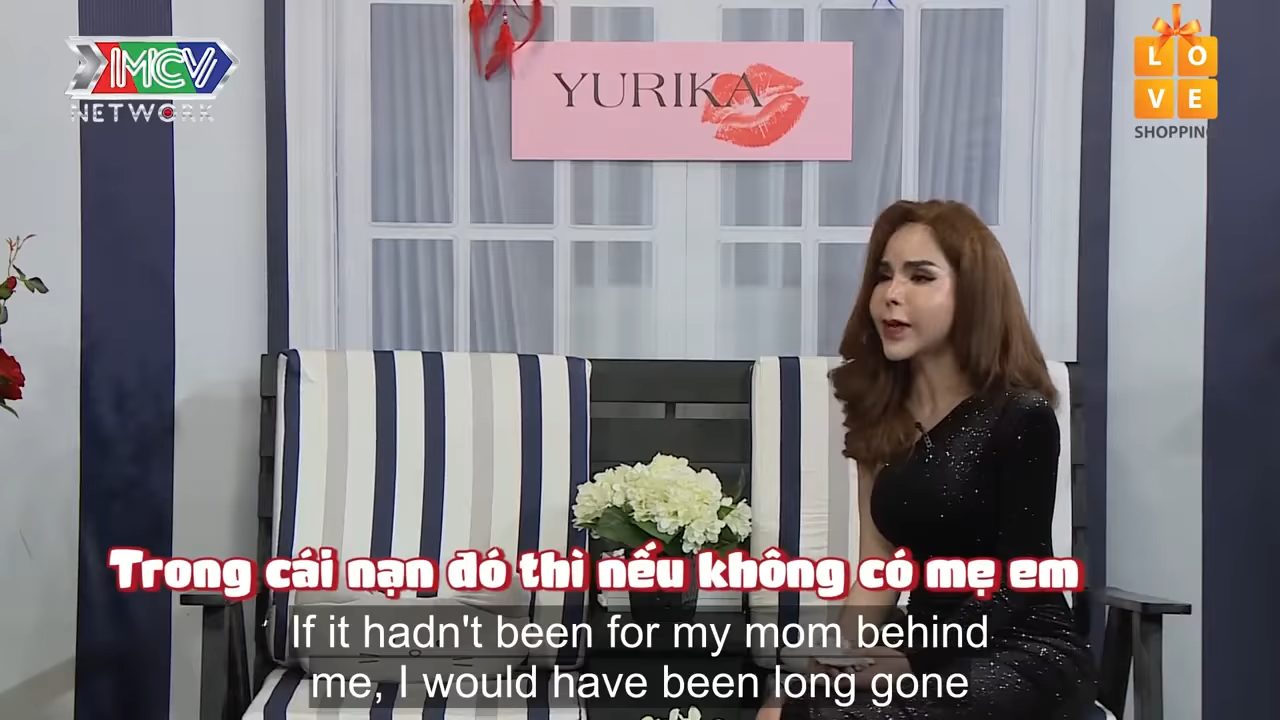 MCV
NETWORK
YURIKA
L O
V E
SHOPPING
Trong cái nạn đó thì nếu không có mẹ em
If it hadn't been for my mom behind
me, I would have been long gone